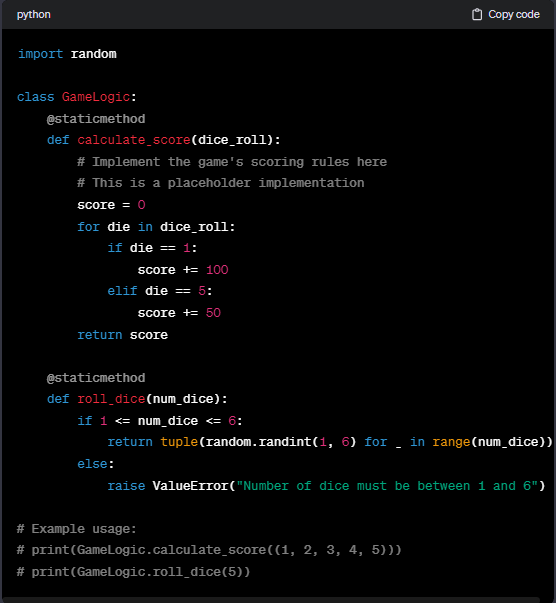 python
Copy code
import random
class GameLogic:
    @staticmethod
    def calculate_score(dice_roll):
        # Implement the game's scoring rules here
        # This is a placeholder implementation
        score = 0
        for die in dice_roll:
            if die == 1:
                score += 100
            elif die == 5:
                score += 50
        return score
    @staticmethod
    def roll_dice(num_dice):
        if 1 <= num_dice <= 6:
            return tuple(random.randint(1, 6) for _ in range(num_dice))
        else:
            raise ValueError("Number of dice must be between 1 and 6")
# Example usage:
# print(GameLogic.calculate_score((1, 2, 3, 4, 5)))
# print(GameLogic.roll_dice(5))